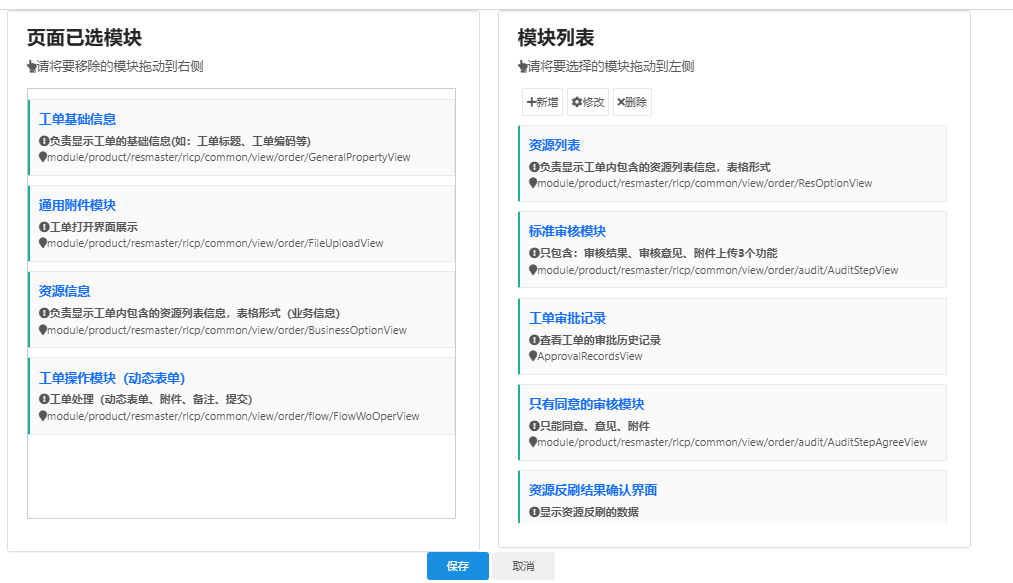 页面已选模块
请将要移除的模块拖动到右侧
工单基础信息
负责显示工单的基础信息(如：工单标题、工单编码等)
module/product/resmaster/rlcp/common/view/order/GeneralPropertyView
通用附件模块
工单打开界面展示
module/product/resmaster/rlcp/common/view/order/FileUploadView
资源信息
负责显示工单内包含的资源列表信息，表格形式（业务信息）
module/product/resmaster/rlcp/common/view/order/BusinessOptionView
工单操作模块（动态表单）
工单处理（动态表单、附件、备注、提交）
module/product/resmaster/rlcp/common/view/order/flow/FlowWoOperView
模块列表
请将要选择的模块拖动到左侧
新增 修改 删除
资源列表
负责显示工单内包含的资源列表信息，表格形式
module/product/resmaster/rlcp/common/view/order/ResOptionView
标准审核模块
只包含：审核结果、审核意见、附件上传3个功能
module/product/resmaster/rlcp/common/view/order/audit/AuditStepView
工单审批记录
查看工单的审批历史记录
ApprovalRecordsView
只有同意的审核模块
只能同意、意见、附件
module/product/resmaster/rlcp/common/view/order/audit/AuditStepAgreeView
资源反刷结果确认界面
显示资源反刷的数据
保存 取消